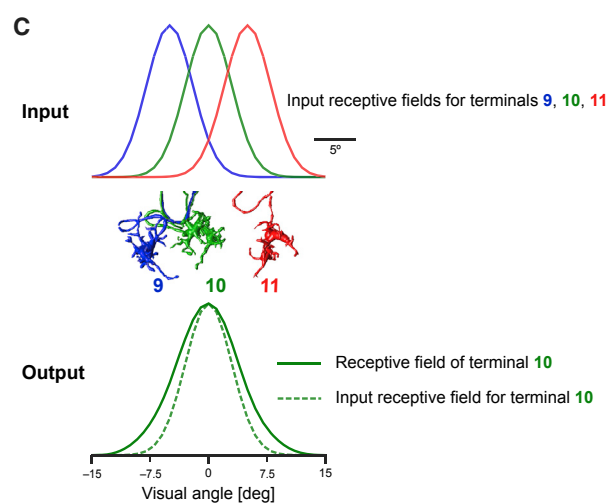 C
Input
Input receptive fields for terminals 9, 10, 11
5º
9 10 11
Output
Receptive field of terminal 10
Input receptive field for terminal 10
-15 -7.5 0 7.5 15
Visual angle [deg]